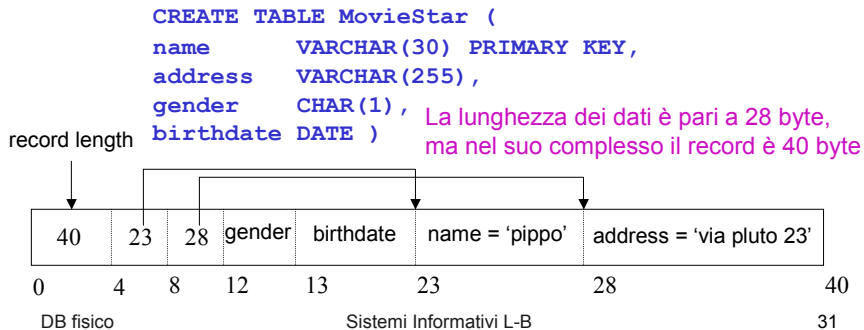 CREATE TABLE MovieStar (
name VARCHAR(30) PRIMARY KEY,
address VARCHAR(255),
gender CHAR(1),
birthdate DATE )
La lunghezza dei dati è pari a 28 byte,
ma nel suo complesso il record è 40 byte
record length
40 23 28 gender birthdate name = ‘pippo’ address = ‘via pluto 23’
0 4 8 12 13 23 28 40
DB fisico Sistemi Informativi L-B 31